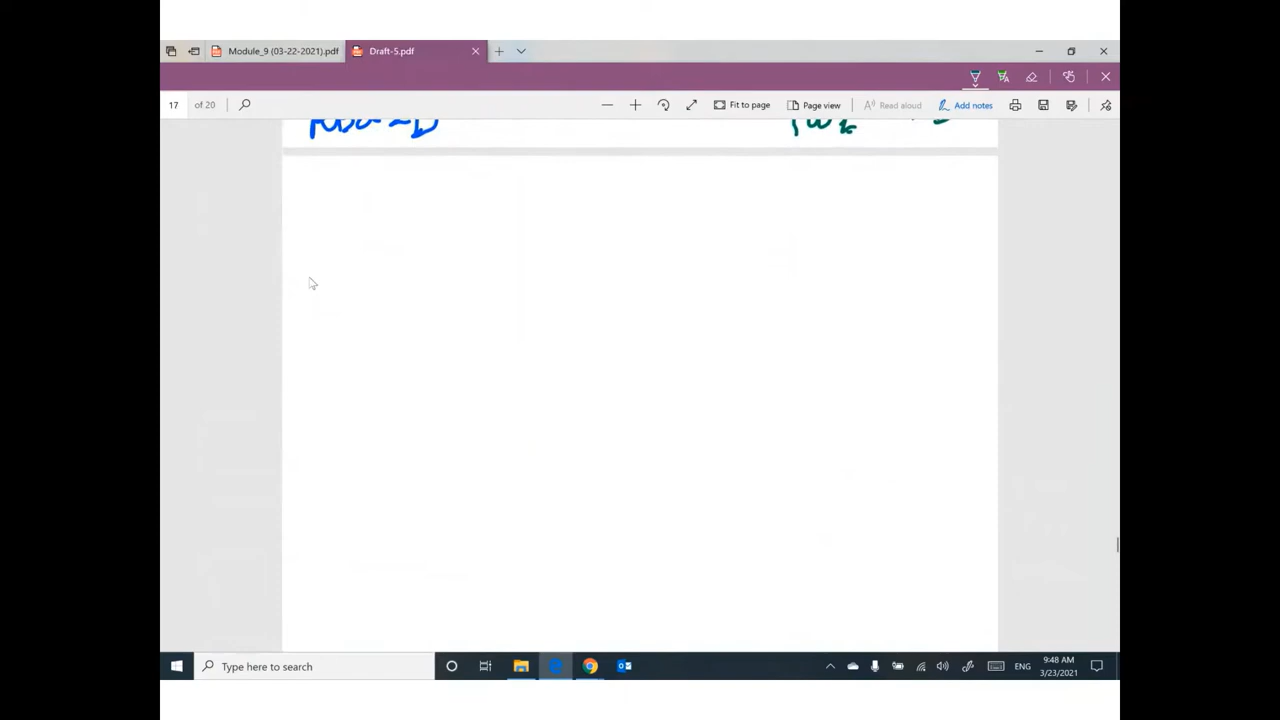 Module_9 (03-22-2021).pdf
Draft-5.pdf
17 of 20
Fit to page
Page view
Read aloud
Add notes
Type here to search
ENG
9:48 AM
3/23/2021